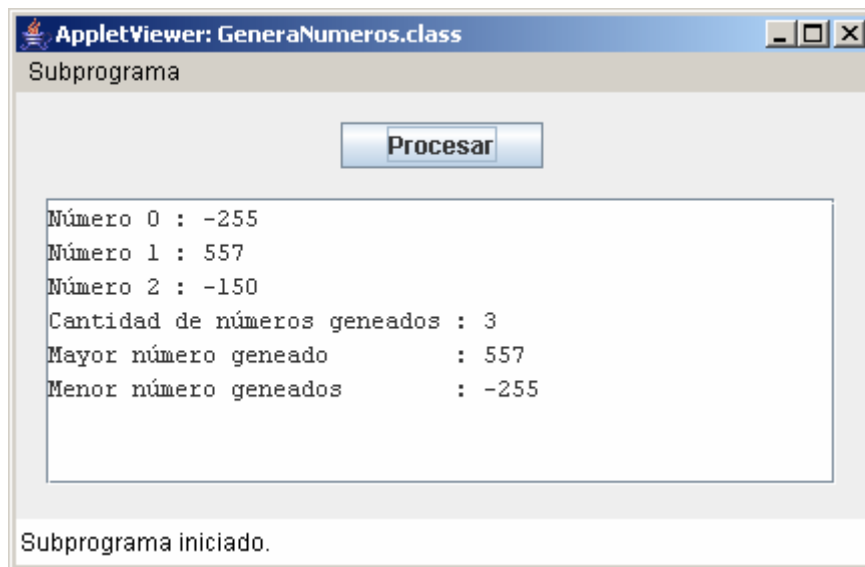 AppletViewer: GeneraNumeros.class
Subprograma
Procesar
Número 0 : -255
Número 1 : 557
Número 2 : -150
Cantidad de números geneados : 3
Mayor número geneado : 557
Menor número geneados : -255
Subprograma iniciado.